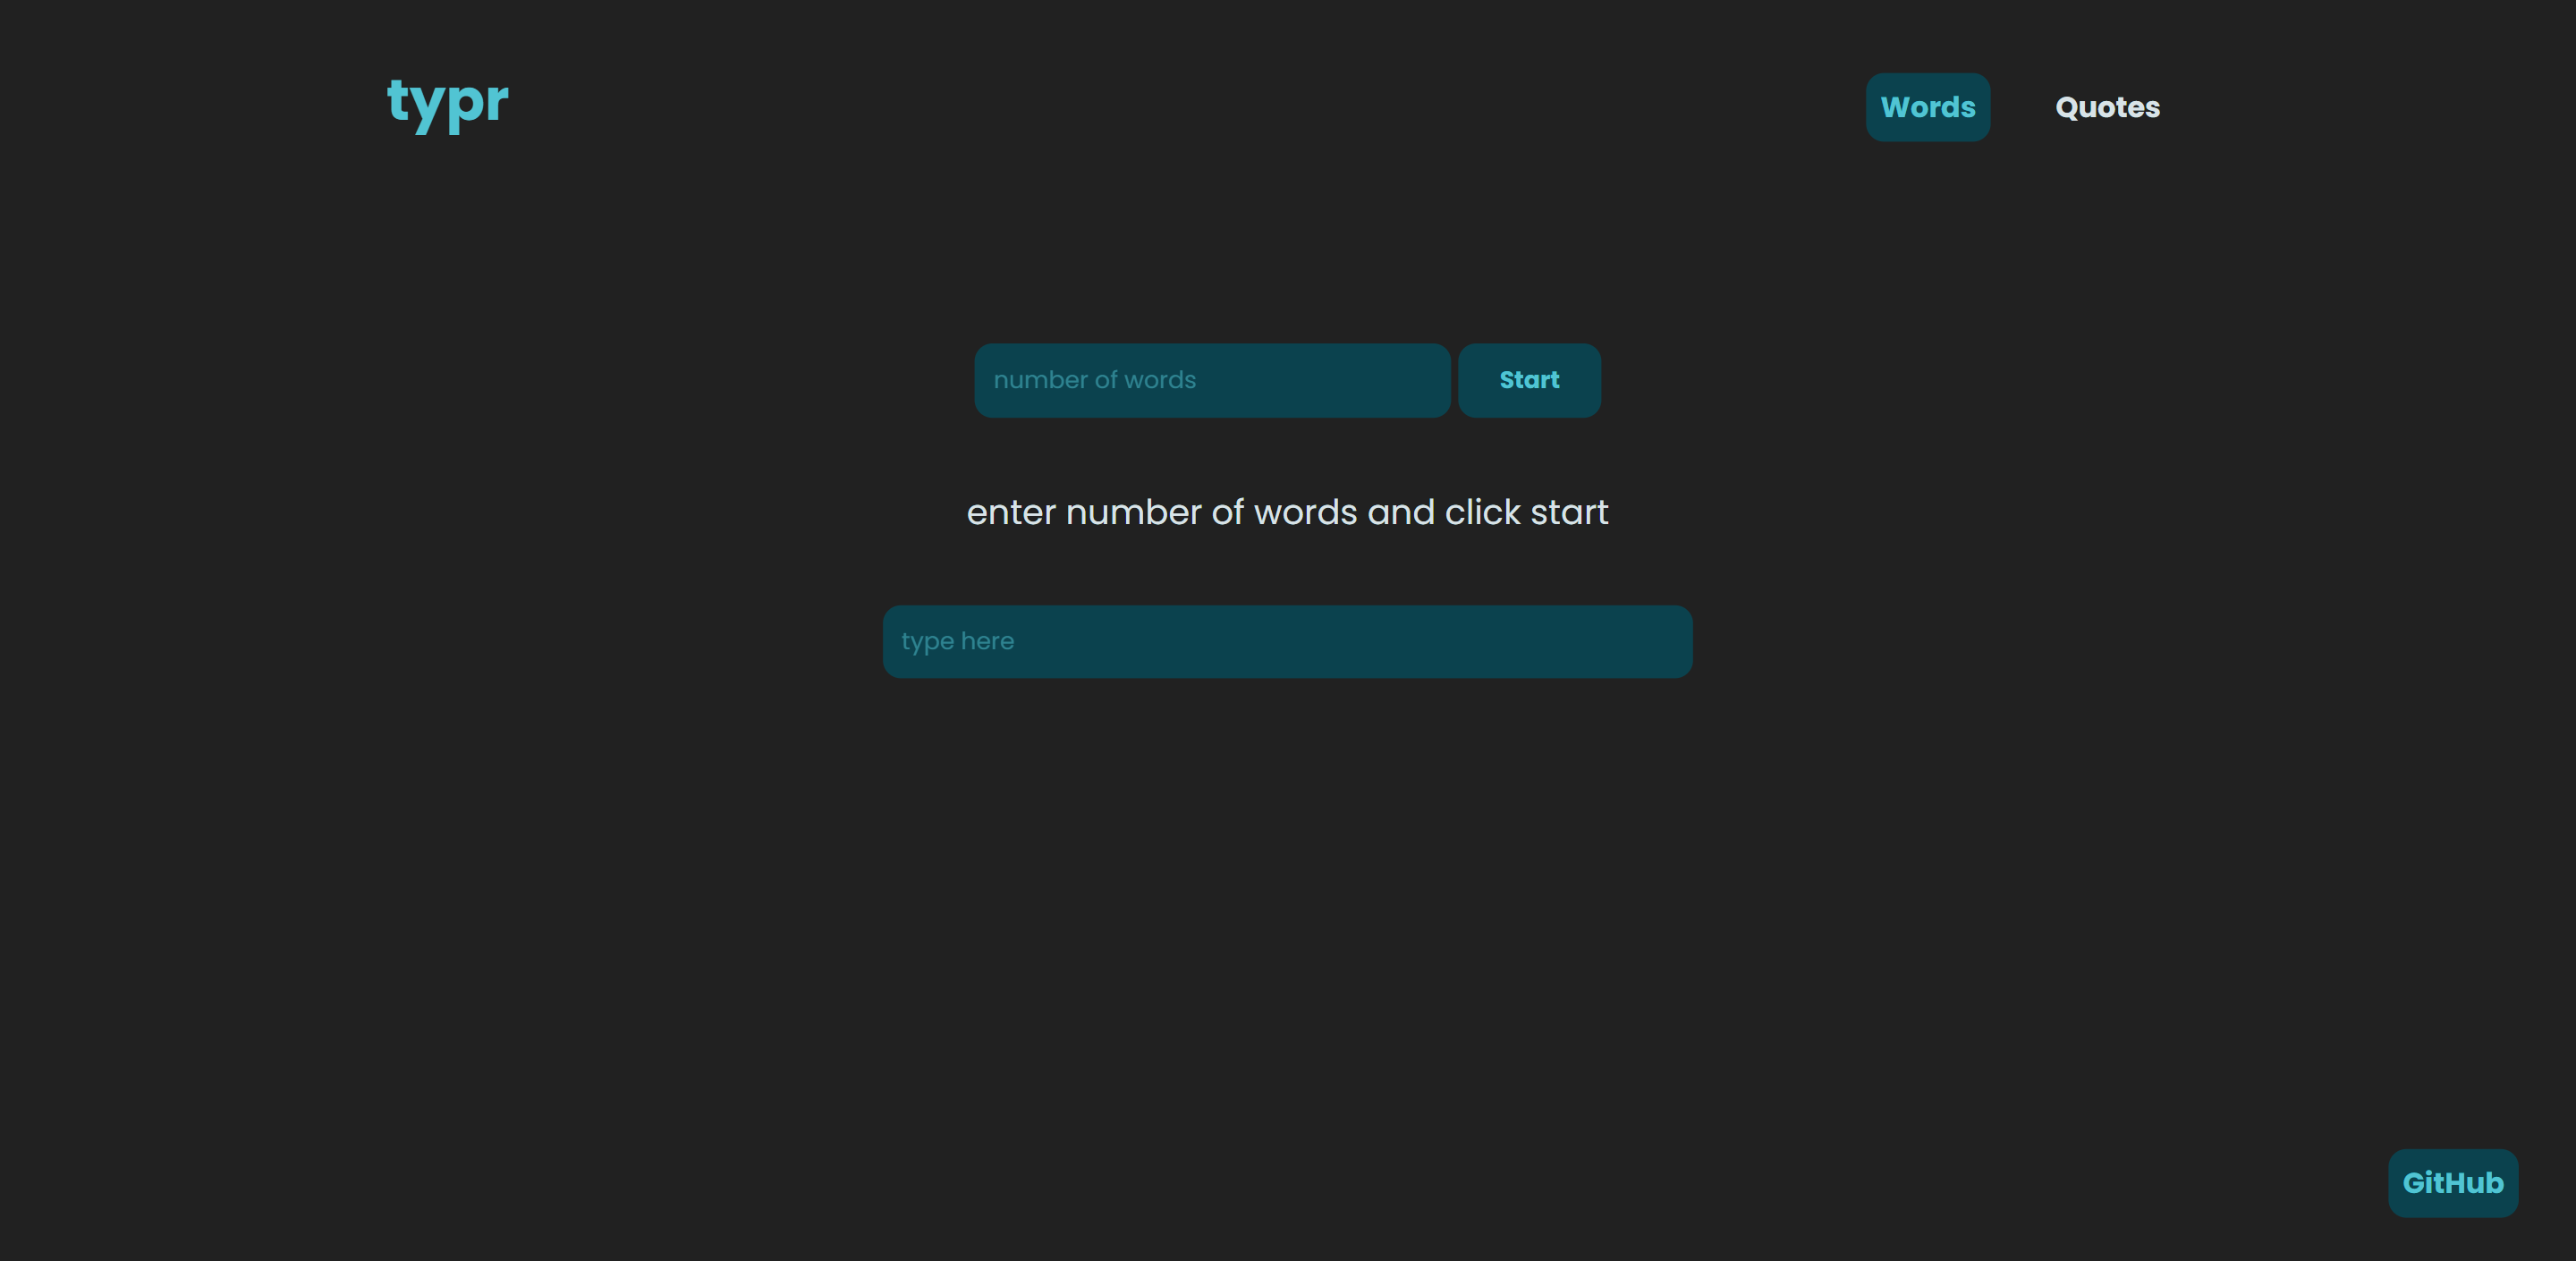 typr
Words
Quotes
number of words
Start
enter number of words and click start
type here
GitHub